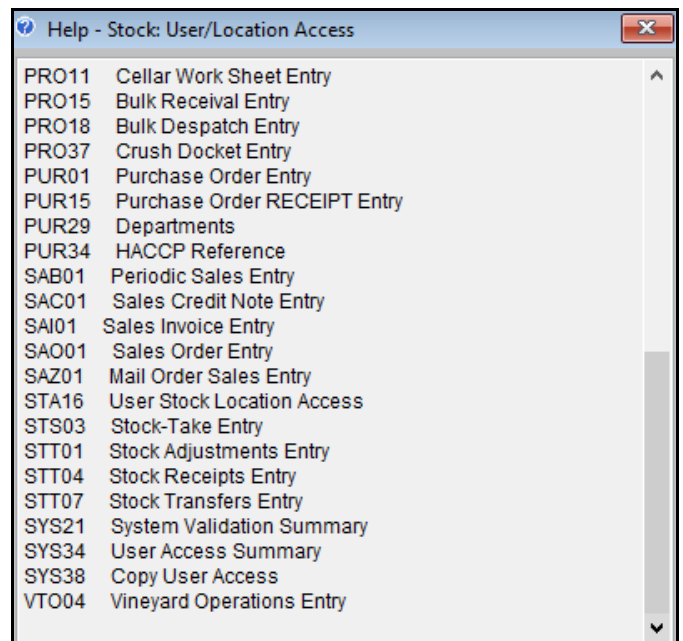 Help - Stock: User/Location Access
PRO11 Cellar Work Sheet Entry
PRO15 Bulk Receival Entry
PRO18 Bulk Despatch Entry
PRO37 Crush Docket Entry
PUR01 Purchase Order Entry
PUR15 Purchase Order RECEIPT Entry
PUR29 Departments
PUR34 HACCP Reference
SAB01 Periodic Sales Entry
SAC01 Sales Credit Note Entry
SAI01 Sales Invoice Entry
SAO01 Sales Order Entry
SAZ01 Mail Order Sales Entry
STA16 User Stock Location Access
STS03 Stock-Take Entry
STT01 Stock Adjustments Entry
STT04 Stock Receipts Entry
STT07 Stock Transfers Entry
SYS21 System Validation Summary
SYS34 User Access Summary
SYS38 Copy User Access
VTO04 Vineyard Operations Entry